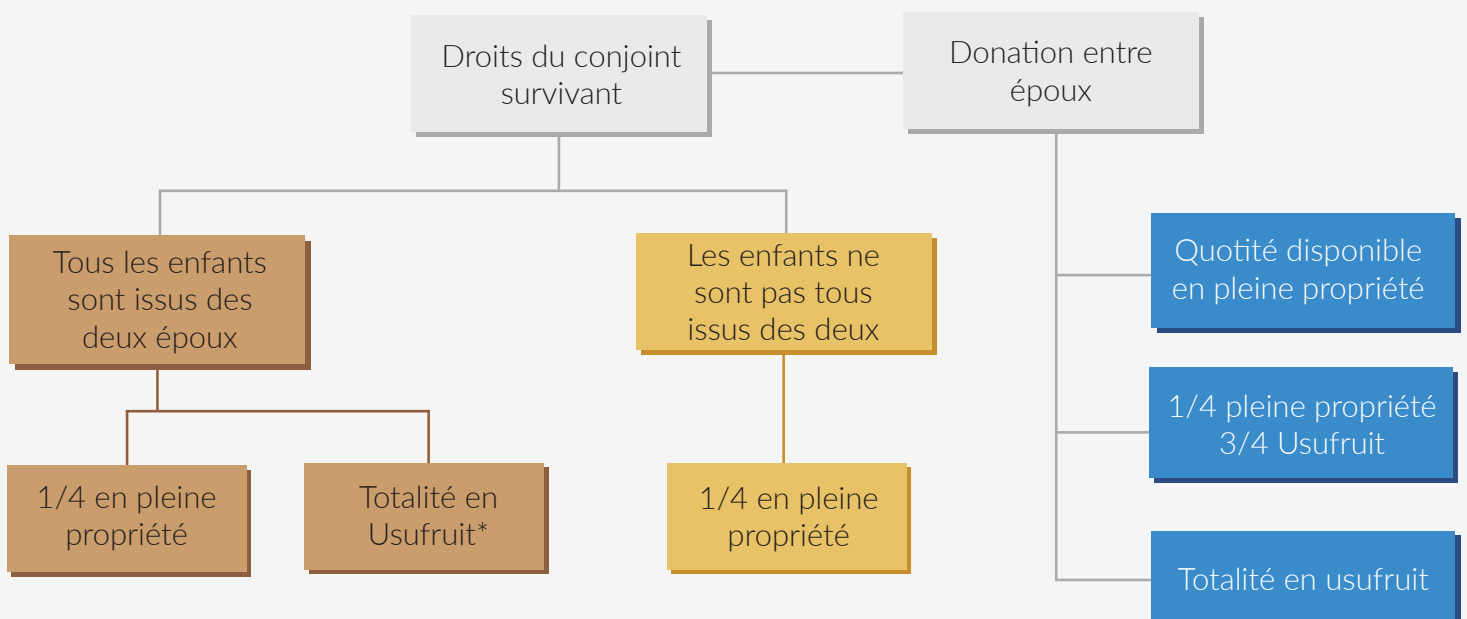 Droits du conjoint
survivant
Donation entre
époux
Tous les enfants
sont issus des
deux époux
Les enfants ne
sont pas tous
issus des deux
Quotité disponible
en pleine propriété
1/4 pleine propriété
3/4 Usufruit
1/4 en pleine
propriété
Totalité en
Usufruit*
1/4 en pleine
propriété
Totalité en usufruit